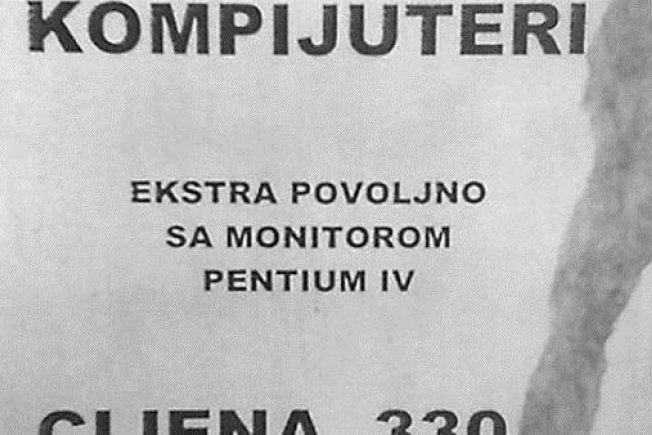 KOMPIJUTERI
EKSTRA POVOLJNO
SA MONITOROM
PENTIUM IV
CIJENA 330